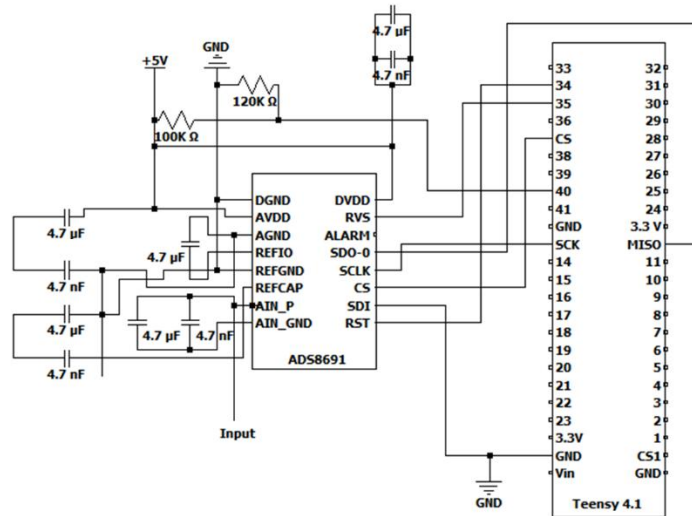 4.7 µF
4.7 nF
GND
+5V
120K Ω
100K Ω
4.7 µF
4.7 nF
4.7 µF
4.7 nF
4.7 µF
4.7 µF
4.7 nF
Input
DGND
AVDD
AGND
REFIO
REFGND
REFCAP
AIN_P
AIN_GND
DVDD
RVS
ALARM
SDO-0
SCLK
CS
SDI
RST
ADS8691
GND
33 32
34 31
35 30
36 29
CS 28
38 27
39 26
40 25
41 24
GND 3.3 V
SCK MISO
14 11
15 10
16 9
17 8
18 7
19 6
20 5
21 4
22 3
23 2
3.3V 1
GND CS1
Vin GND
Teensy 4.1